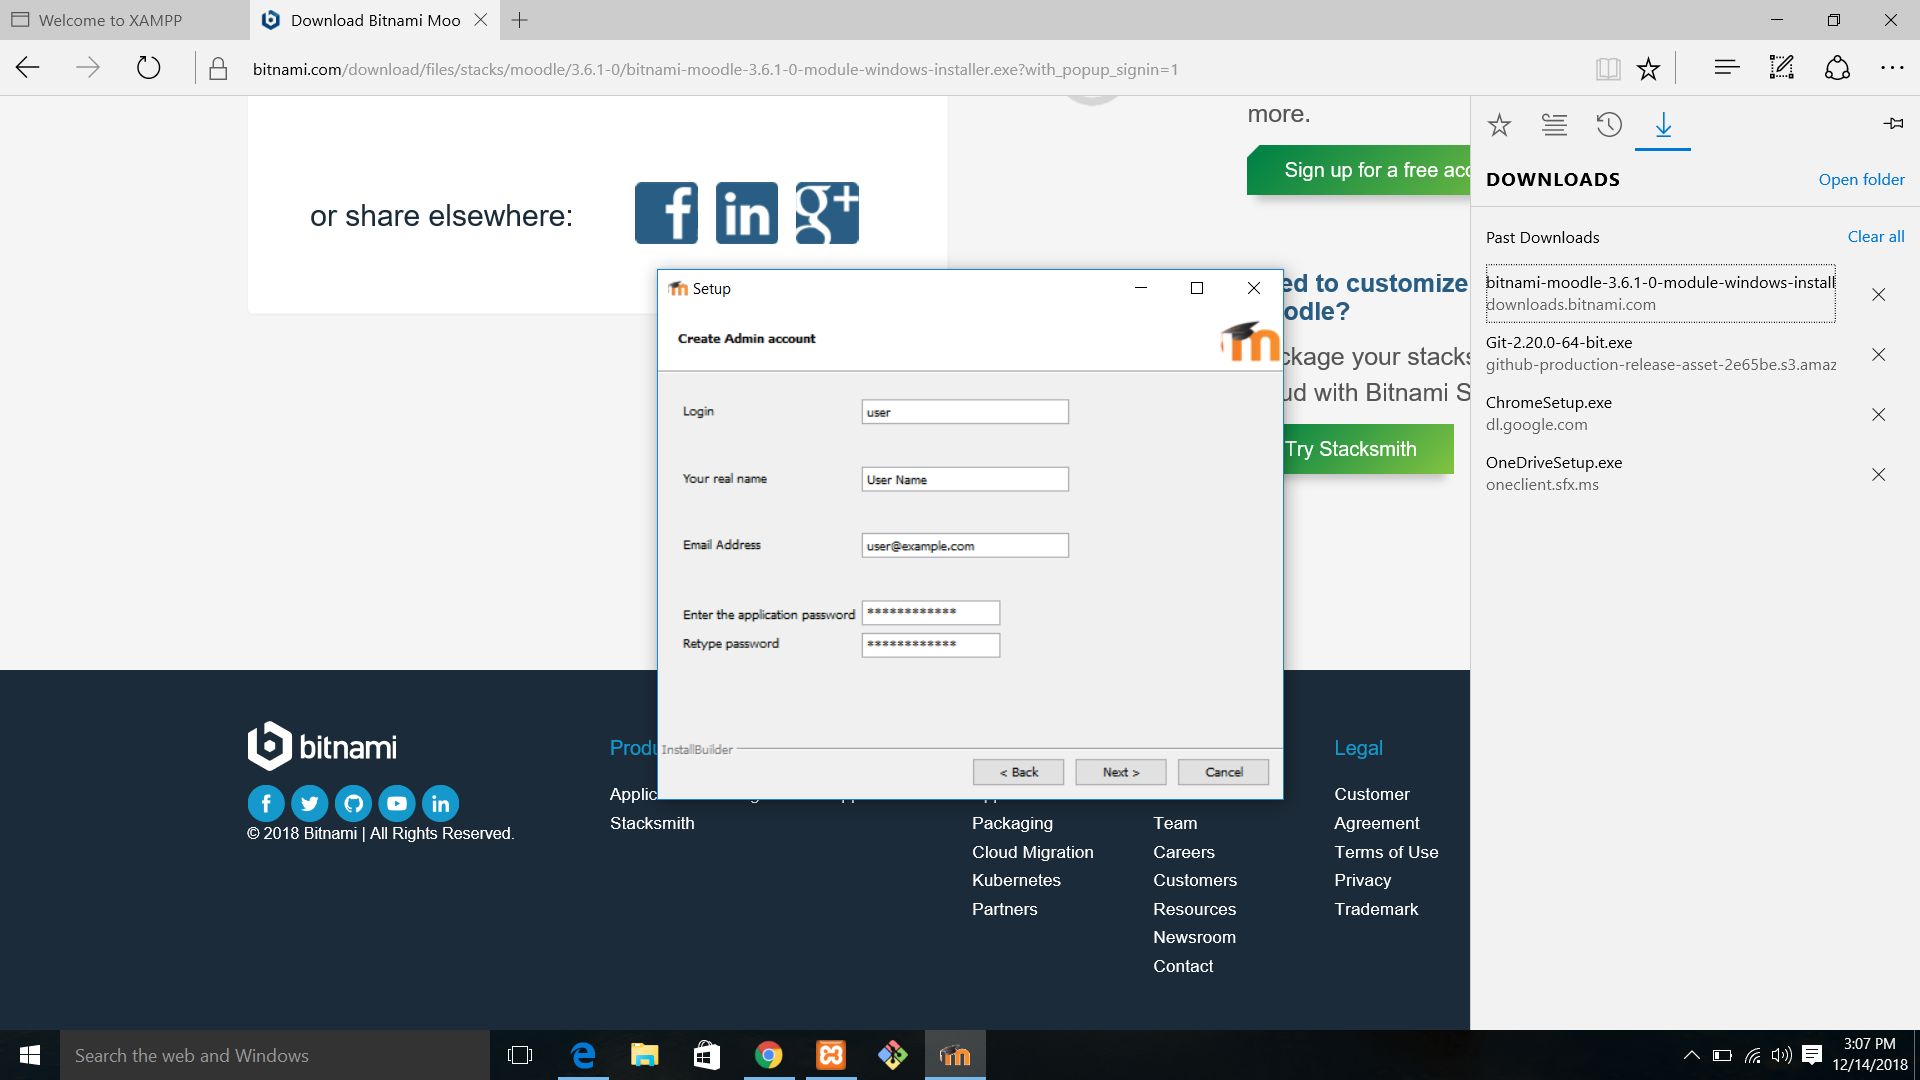 Welcome to XAMPP
Download Bitnami Moo
bitnami.com/download/files/stacks/moodle/3.6.1-0/bitnami-moodle-3.6.1-0-module-windows-installer.exe?with_popup_signin=1
more.
Sign up for a free acc
or share elsewhere:
f
in
g+
ed to customize
odle?
ckage your stacks
ud with Bitnami S
Try Stacksmith
DOWNLOADS
Open folder
Past Downloads
Clear all
bitnami-moodle-3.6.1-0-module-windows-install
downloads.bitnami.com
Git-2.20.0-64-bit.exe
github-production-release-asset-2e65be.s3.amaz
ChromeSetup.exe
dl.google.com
OneDriveSetup.exe
oneclient.sfx.ms
Setup
Create Admin account
m
Login
user
Your real name
User Name
Email Address
user@example.com
Enter the application password
************
Retype password
************
InstallBuilder
< Back
Next >
Cancel
bitnami
© 2018 Bitnami | All Rights Reserved.
Produ
Applic
Stacksmith
Packaging
Cloud Migration
Kubernetes
Partners
Team
Careers
Customers
Resources
Newsroom
Contact
Legal
Customer
Agreement
Terms of Use
Privacy
Trademark
Search the web and Windows
3:07 PM
12/14/2018